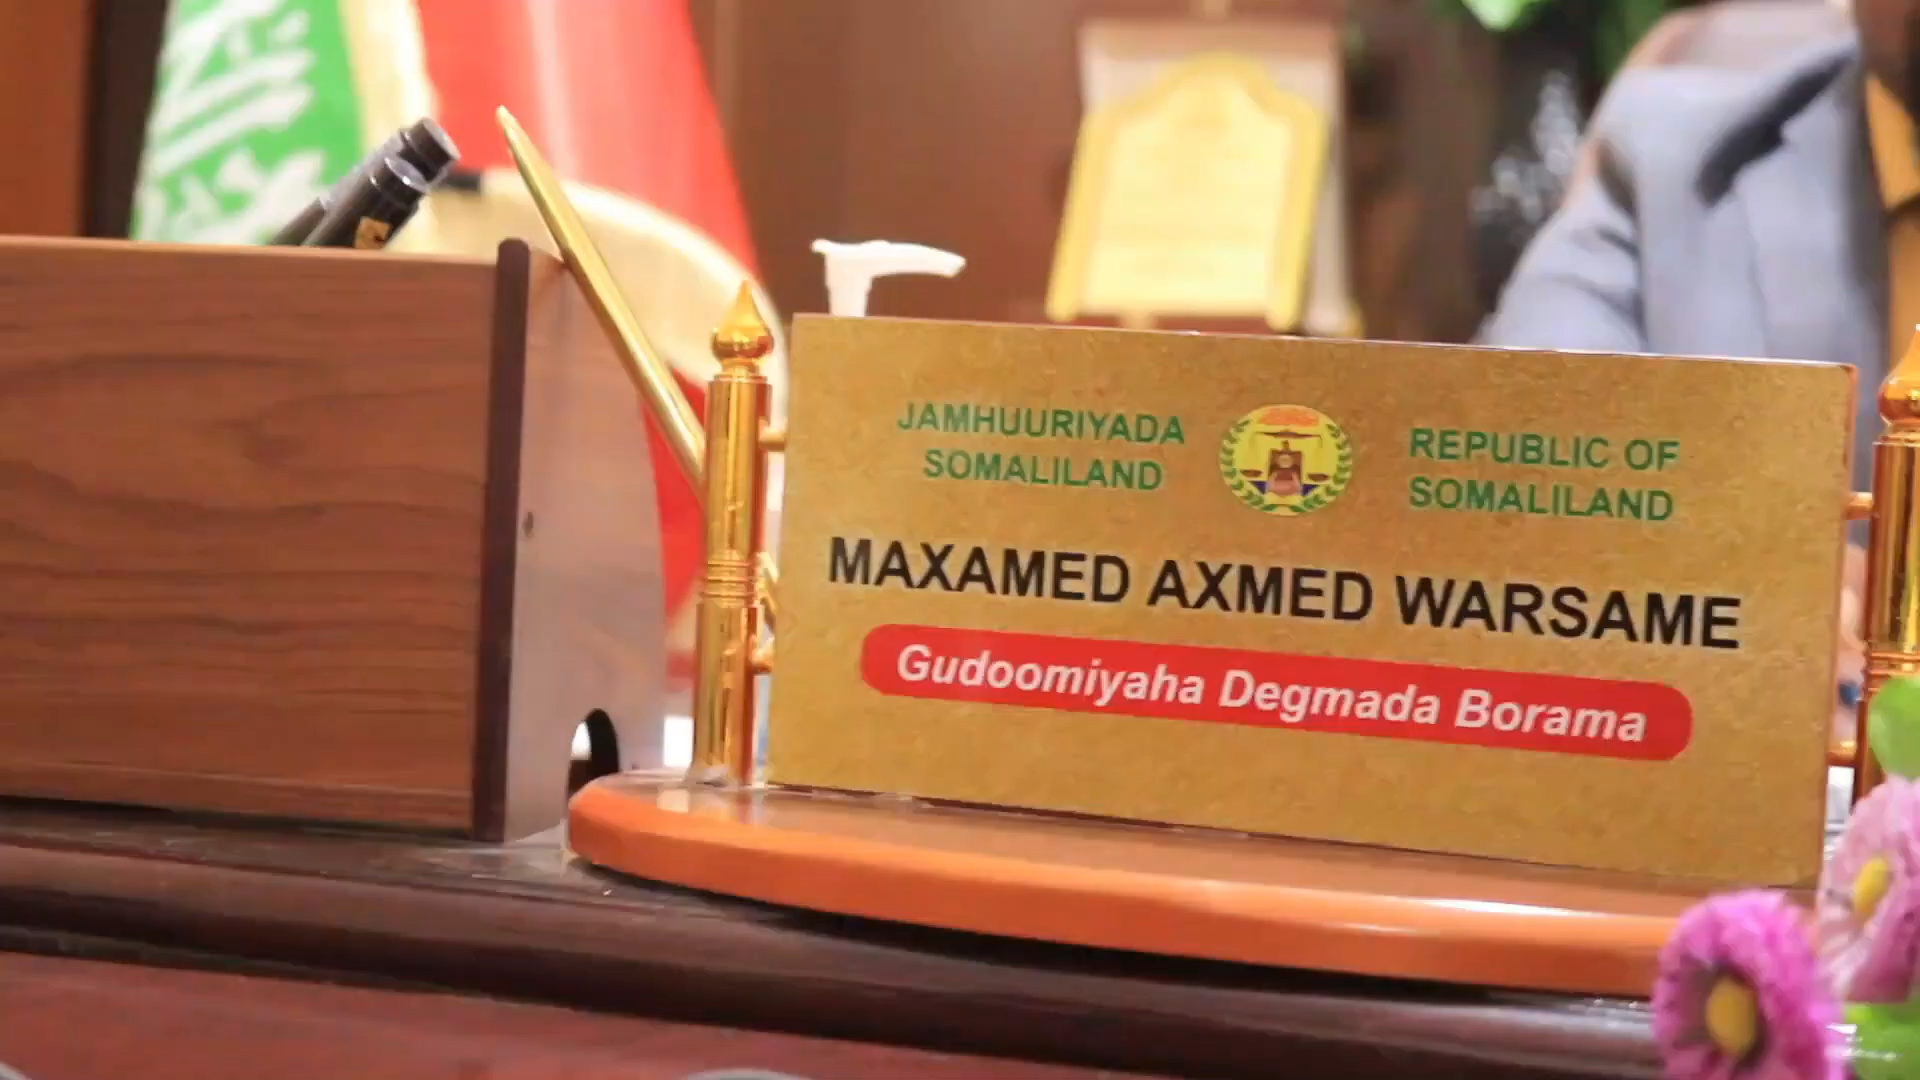 JAMHUURIYADA
SOMALILAND
REPUBLIC OF
SOMALILAND
MAXAMED AXMED WARSAME
Gudoomiyaha Degmada Borama